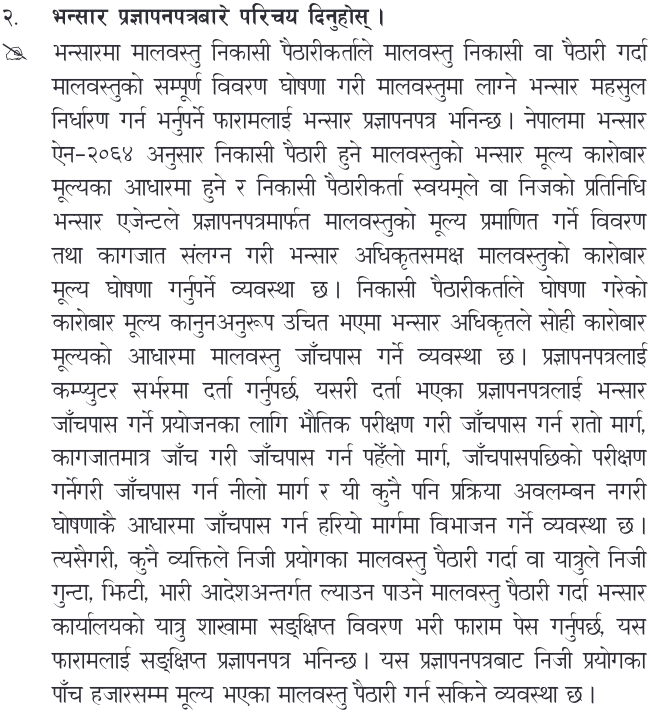 २. भन्सार प्रज्ञापनपत्रबारे परिचय दिनुहोस् ।
भन्सारमा मालवस्तु निकासी पैठारीकर्ताले मालवस्तु निकासी वा पैठारी गर्दा
मालवस्तुको सम्पूर्ण विवरण घोषणा गरी मालवस्तुमा लाग्ने भन्सार महसुल
निर्धारण गर्न भर्नुपर्ने फारामलाई भन्सार प्रज्ञापनपत्र भनिन्छ । नेपालमा भन्सार
ऐन–२०६४ अनुसार निकासी पैठारी हुने मालवस्तुको भन्सार मूल्य कारोबार
मूल्यका आधारमा हुने र निकासी पैठारीकर्ता स्वयम्‌ले वा निजको प्रतिनिधि
भन्सार एजेन्टले प्रज्ञापनपत्रमार्फत मालवस्तुको मूल्य प्रमाणित गर्ने विवरण
तथा कागजात संलग्न गरी भन्सार अधिकृतसमक्ष मालवस्तुको कारोबार
मूल्य घोषणा गर्नुपर्ने व्यवस्था छ । निकासी पैठारीकर्ताले घोषणा गरेको
कारोबार मूल्य कानुनअनुरूप उचित भएमा भन्सार अधिकृतले सोही कारोबार
मूल्यको आधारमा मालवस्तु जाँचपास गर्ने व्यवस्था छ । प्रज्ञापनपत्रलाई
कम्प्युटर सर्भरमा दर्ता गर्नुपर्छ, यसरी दर्ता भएका प्रज्ञापनपत्रलाई भन्सार
जाँचपास गर्ने प्रयोजनका लागि भौतिक परीक्षण गरी जाँचपास गर्न रातो मार्ग,
कागजातमात्र जाँच गरी जाँचपास गर्न पहेँलो मार्ग, जाँचपासपछिको परीक्षण
गर्नेगरी जाँचपास गर्न नीलो मार्ग र यी कुनै पनि प्रक्रिया अवलम्बन नगरी
घोषणाकै आधारमा जाँचपास गर्न हरियो मार्गमा विभाजन गर्ने व्यवस्था छ ।
त्यसैगरी, कुनै व्यक्तिले निजी प्रयोगका मालवस्तु पैठारी गर्दा वा यात्रुले निजी
गुन्टा, झिटी, भारी आदेशअन्तर्गत ल्याउन पाउने मालवस्तु पैठारी गर्दा भन्सार
कार्यालयको यात्रु शाखामा सङ्क्षिप्त विवरण भरी फाराम पेस गर्नुपर्छ, यस
फारामलाई सङ्क्षिप्त प्रज्ञापनपत्र भनिन्छ । यस प्रज्ञापनपत्रबाट निजी प्रयोगका
पाँच हजारसम्म मूल्य भएका मालवस्तु पैठारी गर्न सकिने व्यवस्था छ ।